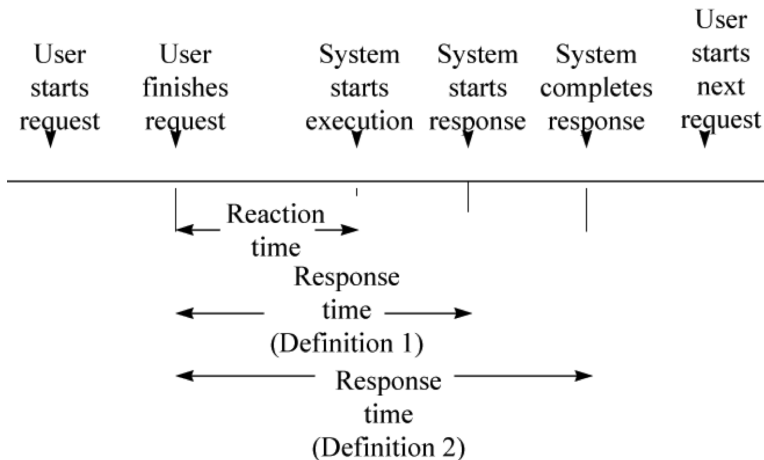 User
starts
request
User
finishes
request
System
starts
execution
System
starts
response
System
completes
response
User
starts
next
request
Reaction
time
Response
time
(Definition 1)
Response
time
(Definition 2)